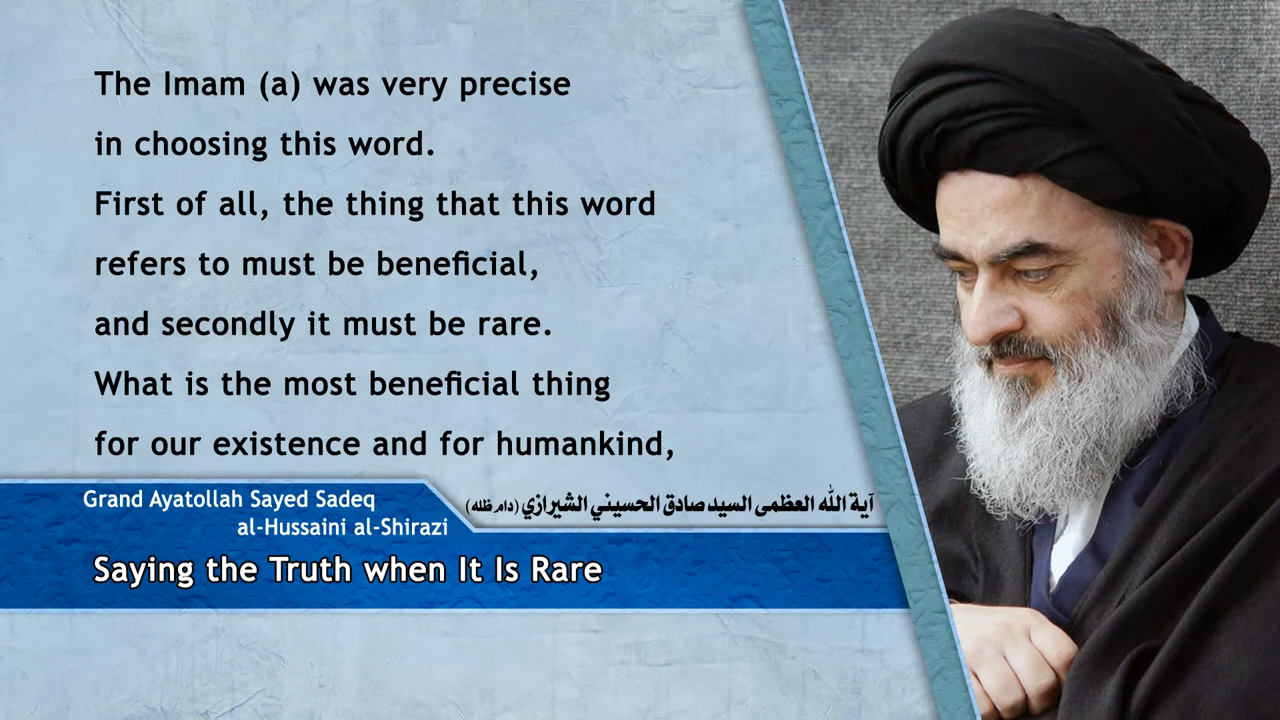 The Imam (a) was very precise
in choosing this word.
First of all, the thing that this word
refers to must be beneficial,
and secondly it must be rare.
What is the most beneficial thing
for our existence and for humankind,
Grand Ayatollah Sayed Sadeq
al-Hussaini al-Shirazi
آية الله العظمى السيد صادق الحسيني الشيرازي (دام ظله)
Saying the Truth when It Is Rare